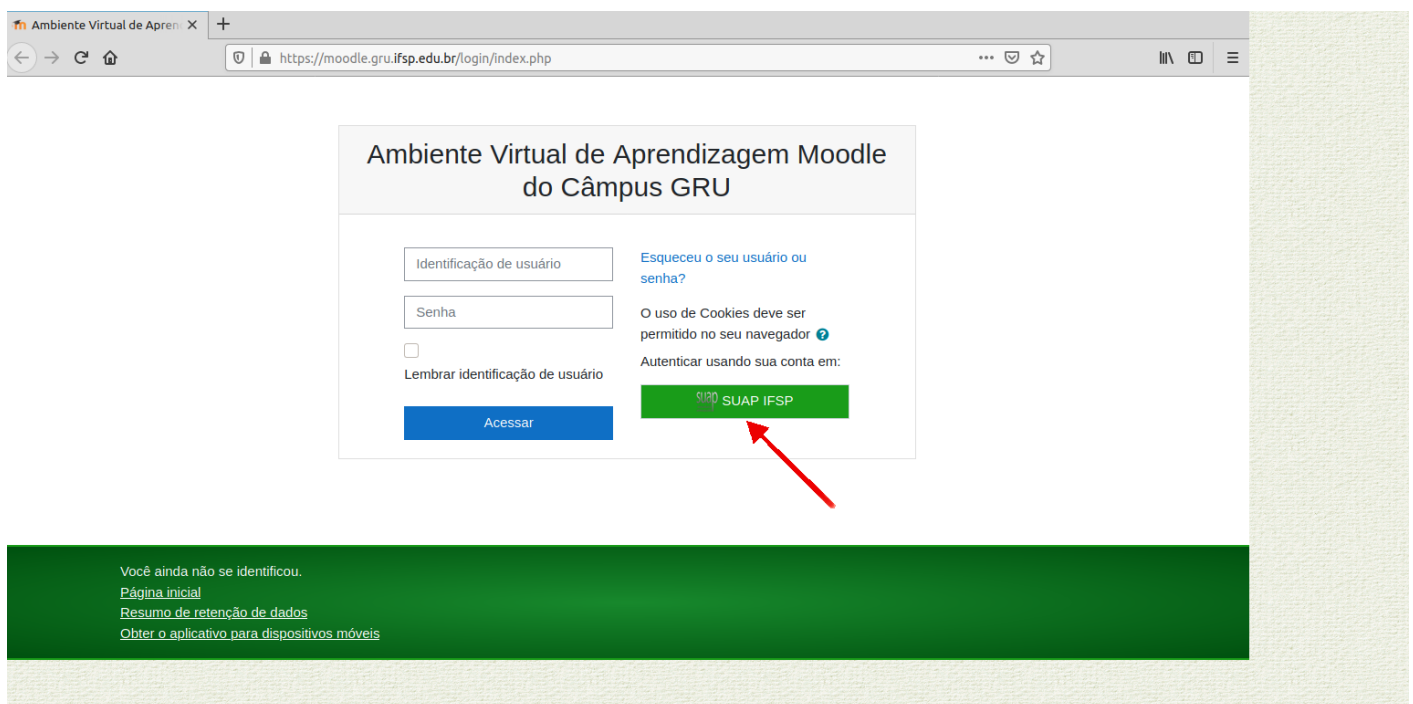 Ambiente Virtual de Apren
https://moodle.gru.ifsp.edu.br/login/index.php
Ambiente Virtual de Aprendizagem Moodle
do Câmpus GRU
Identificação de usuário
Senha
Lembrar identificação de usuário
Acessar
Esqueceu o seu usuário ou
senha?
O uso de Cookies deve ser
permitido no seu navegador
Autenticar usando sua conta em:
suap SUAP IFSP
Você ainda não se identificou.
Página inicial
Resumo de retenção de dados
Obter o aplicativo para dispositivos móveis